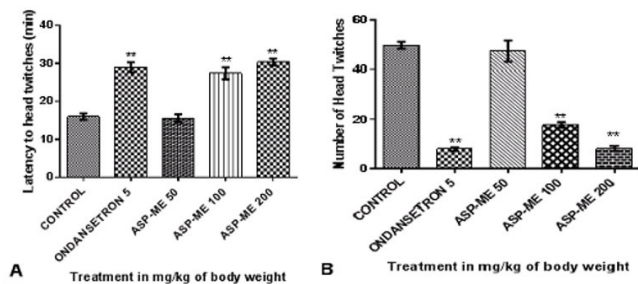 Latency to head twitches (min)
40
30
20
10
0
**
**
**
CONTROL
ONDANSETRON 5
ASP-ME 50
ASP-ME 100
ASP-ME 200
A
Treatment in mg/kg of body weight
B
Number of Head Twitches
60
40
20
0
**
**
**
CONTROL
ONDANSETRON 5
ASP-ME 50
ASP-ME 100
ASP-ME 200
B
Treatment in mg/kg of body weight